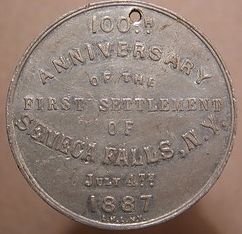 100TH
ANNIVERSARY
OF THE
FIRST SETTLEMENT
OF
SENECA FALLS, N.Y.
JULY 4TH
1887